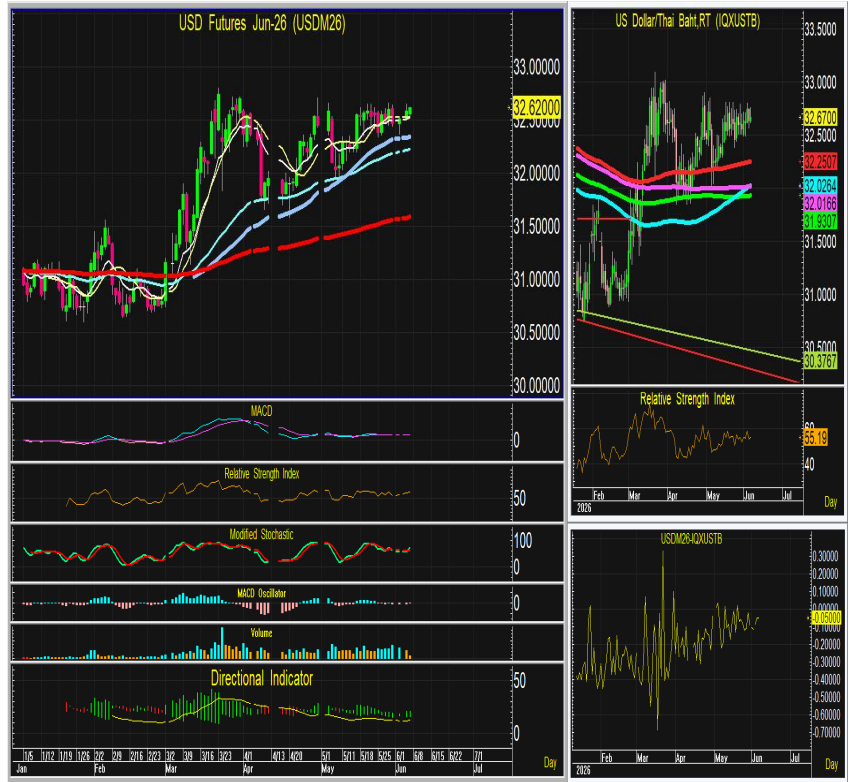 USD Futures Jun-26 (USDM26)
33.00000
32.62000
32.50000
32.00000
31.50000
31.00000
30.50000
30.00000
MACD
0
Relative Strength Index
50
Modified Stochastic
100
0
MACD Oscillator
0
Volume
Directional Indicator
50
0
1/5 1/12 1/19 1/26 2/2 2/9 2/16 2/23 3/2 3/9 3/16 3/23 4/1 4/13 4/20 5/1 5/11 5/18 5/25 6/1 6/8 6/15 6/22 7/1
Jan Feb Mar Apr May Jun Jul
Day
US Dollar/Thai Baht,RT (IQXUSTB)
33.5000
33.0000
32.6700
32.5000
32.2507
32.0264
32.0166
31.9307
31.5000
31.0000
30.5000
30.3767
Relative Strength Index
60
55.19
40
Feb Mar Apr May Jun Jul
2026
Day
USDM26-IQXUSTB
0.30000
0.20000
0.10000
0.00000
-0.05000
-0.10000
-0.20000
-0.30000
-0.40000
-0.50000
-0.60000
-0.70000
Feb Mar Apr May Jun Jul
2026
Day